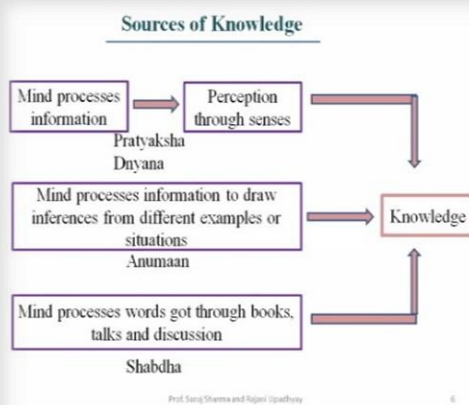 Sources of Knowledge
Mind processes
information
Perception
through senses
Pratyaksha
Dnyana
Mind processes information to draw
inferences from different examples or
situations
Anumaan
Knowledge
Mind processes words got through books,
talks and discussion
Shabdha
Prof. Saroj Sharma and Rajani Upadhyay
6